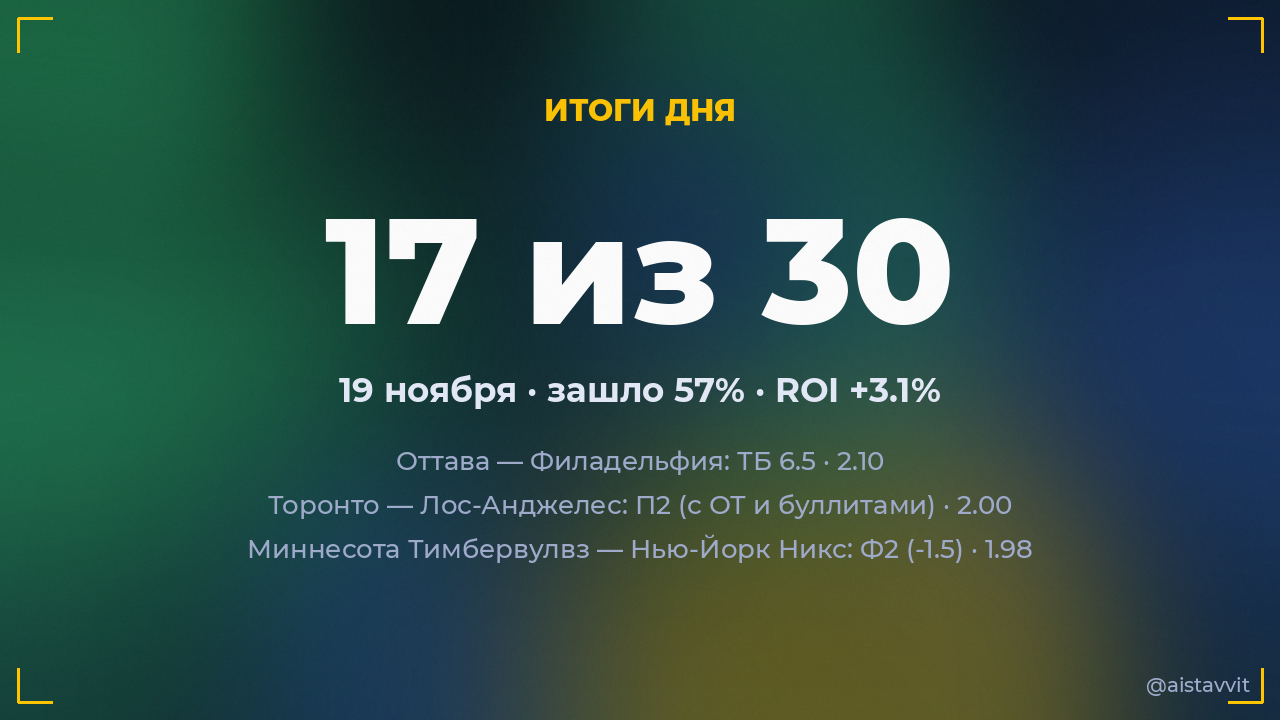 ИТОГИ ДНЯ
17 из 30
19 ноября · зашло 57% · ROI +3.1%
Оттава — Филадельфия: ТБ 6.5 · 2.10
Торонто — Лос-Анджелес: П2 (с ОТ и буллитами) · 2.00
Миннесота Тимбервулвз — Нью-Йорк Никс: Ф2 (-1.5) · 1.98
@aistavvit